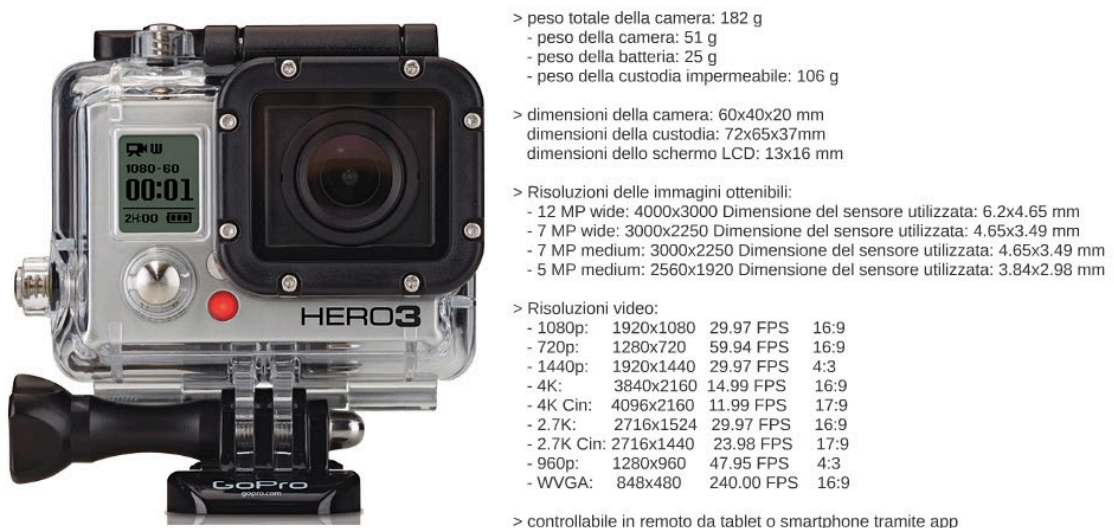 1080-60
00:01
2H:00
HERO3
GoPro
gopro.com
> peso totale della camera: 182 g
- peso della camera: 51 g
- peso della batteria: 25 g
- peso della custodia impermeabile: 106 g
> dimensioni della camera: 60x40x20 mm
dimensioni della custodia: 72x65x37mm
dimensioni dello schermo LCD: 13x16 mm
> Risoluzioni delle immagini ottenibili:
- 12 MP wide: 4000x3000 Dimensione del sensore utilizzata: 6.2x4.65 mm
- 7 MP wide: 3000x2250 Dimensione del sensore utilizzata: 4.65x3.49 mm
- 7 MP medium: 3000x2250 Dimensione del sensore utilizzata: 4.65x3.49 mm
- 5 MP medium: 2560x1920 Dimensione del sensore utilizzata: 3.84x2.98 mm
> Risoluzioni video:
- 1080p: 1920x1080 29.97 FPS 16:9
- 720p: 1280x720 59.94 FPS 16:9
- 1440p: 1920x1440 29.97 FPS 4:3
- 4K: 3840x2160 14.99 FPS 16:9
- 4K Cin: 4096x2160 11.99 FPS 17:9
- 2.7K: 2716x1524 29.97 FPS 16:9
- 2.7K Cin: 2716x1440 23.98 FPS 17:9
- 960p: 1280x960 47.95 FPS 4:3
- WVGA: 848x480 240.00 FPS 16:9
> controllabile in remoto da tablet o smartphone tramite app